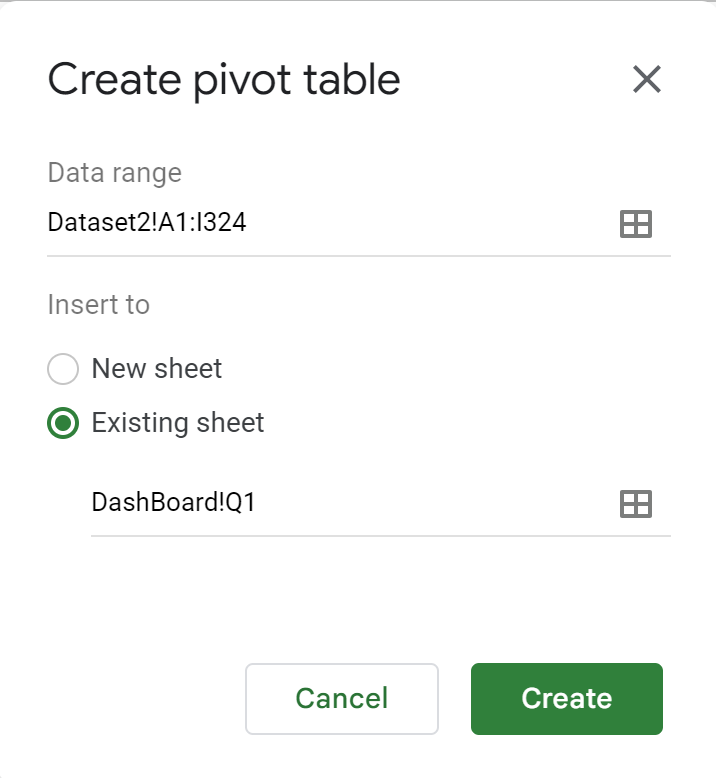 Create pivot table
Data range
Dataset2!A1:I324
Insert to
New sheet
Existing sheet
DashBoard!Q1
Cancel
Create